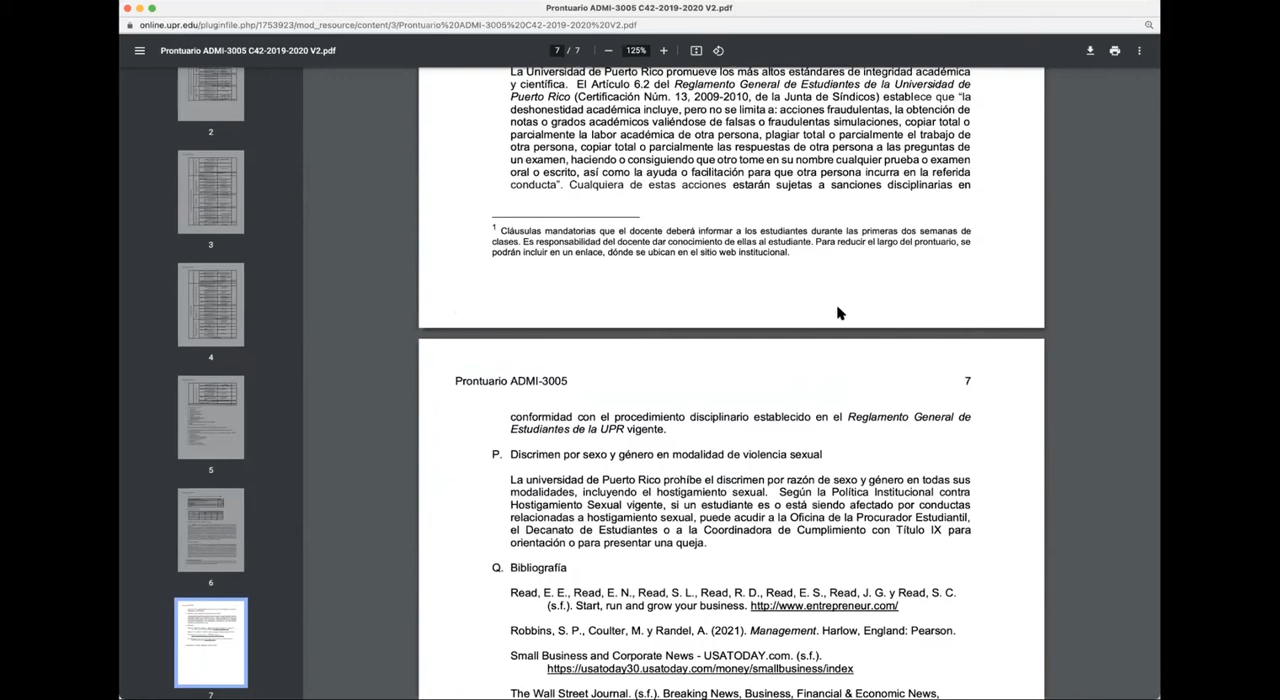 Prontuario ADMI-3005 C42-2019-2020 V2.pdf
online.upr.edu/pluginfile.php/1753923/mod_resource/content/3/Prontuario%20ADMI-3005%20C42-2019-2020%20V2.pdf
Prontuario ADMI-3005 C42-2019-2020 V2.pdf
7 / 7
125%
2
3
4
5
6
7
La Universidad de Puerto Rico promueve los más altos estándares de integridad académica
y científica. El Artículo 6.2 del Reglamento General de Estudiantes de la Universidad de
Puerto Rico (Certificación Núm. 13, 2009-2010, de la Junta de Síndicos) establece que “la
deshonestidad académica incluye, pero no se limita a: acciones fraudulentas, la obtención de
notas o grados académicos valiéndose de falsas o fraudulentas simulaciones, copiar total o
parcialmente la labor académica de otra persona, plagiar total o parcialmente el trabajo de
otra persona, copiar total o parcialmente las respuestas de otra persona a las preguntas de
un examen, haciendo o consiguiendo que otro tome en su nombre cualquier prueba o examen
oral o escrito, así como la ayuda o facilitación para que otra persona incurra en la referida
conducta”. Cualquiera de estas acciones estarán sujetas a sanciones disciplinarias en
1 Cláusulas mandatorias que el docente deberá informar a los estudiantes durante las primeras dos semanas de
clases. Es responsabilidad del docente dar conocimiento de ellas al estudiante. Para reducir el largo del prontuario, se
podrán incluir en un enlace, dónde se ubican en el sitio web institucional.
Prontuario ADMI-3005 7
conformidad con el procedimiento disciplinario establecido en el Reglamento General de
Estudiantes de la UPR vigente.
P. Discrimen por sexo y género en modalidad de violencia sexual
La universidad de Puerto Rico prohíbe el discrimen por razón de sexo y género en todas sus
modalidades, incluyendo el hostigamiento sexual. Según la Política Institucional contra
Hostigamiento Sexual vigente, si un estudiante es o está siendo afectado por conductas
relacionadas a hostigamiento sexual, puede acudir a la Oficina de la Procurador Estudiantil,
el Decanato de Estudiantes o a la Coordinadora de Cumplimiento con Título IX para
orientación o para presentar una queja.
Q. Bibliografía
Read, E. E., Read, E. N., Read, S. L., Read, R. D., Read, E. S., Read, J. G. y Read, S. C.
(s.f.). Start, run and grow your business. http://www.entrepreneur.com/
Robbins, S. P., Coulter, M. y Randel, A. (2021). Management. Harlow, England: Pearson.
Small Business and Corporate News - USATODAY.com. (s.f.).
https://usatoday30.usatoday.com/money/smallbusiness/index
The Wall Street Journal. (s.f.). Breaking News, Business, Financial & Economic News,